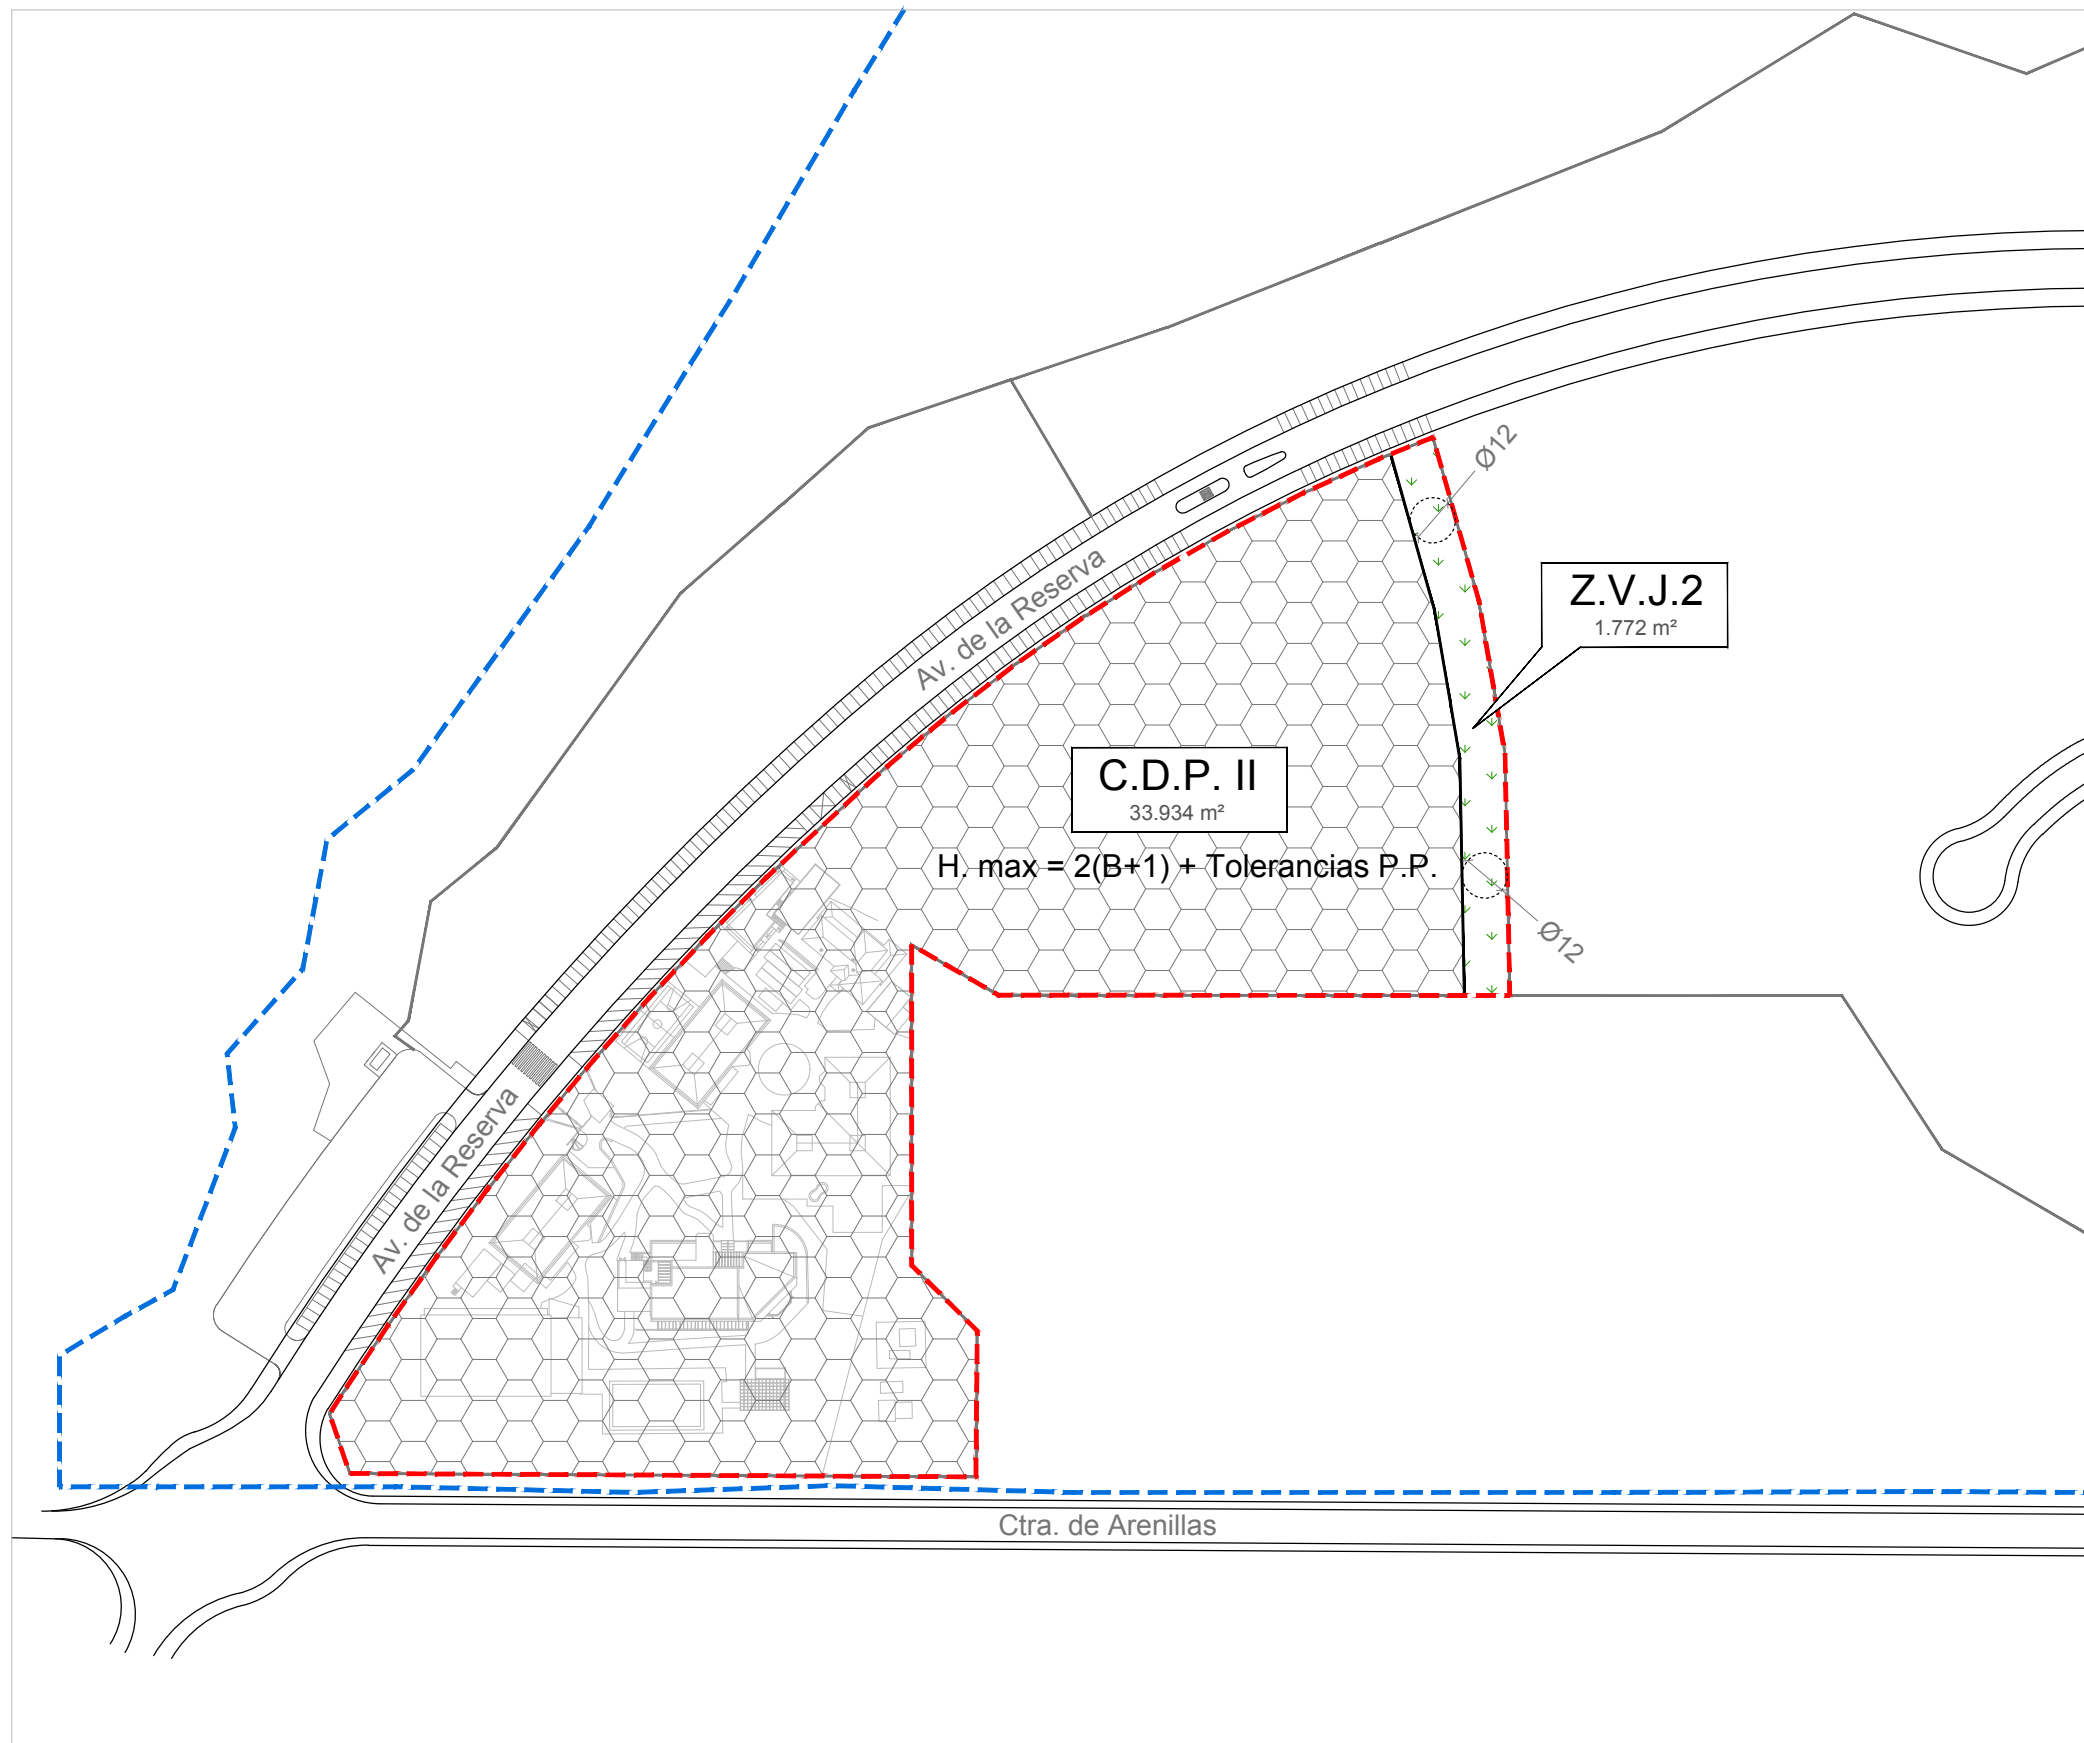 Ø12
Z.V.J.2
1.772 m²
Av. de la Reserva
C.D.P. II
33.934 m²
H. max = 2(B+1) + Tolerancias P.P.
Ø12
Av. de la Reserva
Ctra. de Arenillas